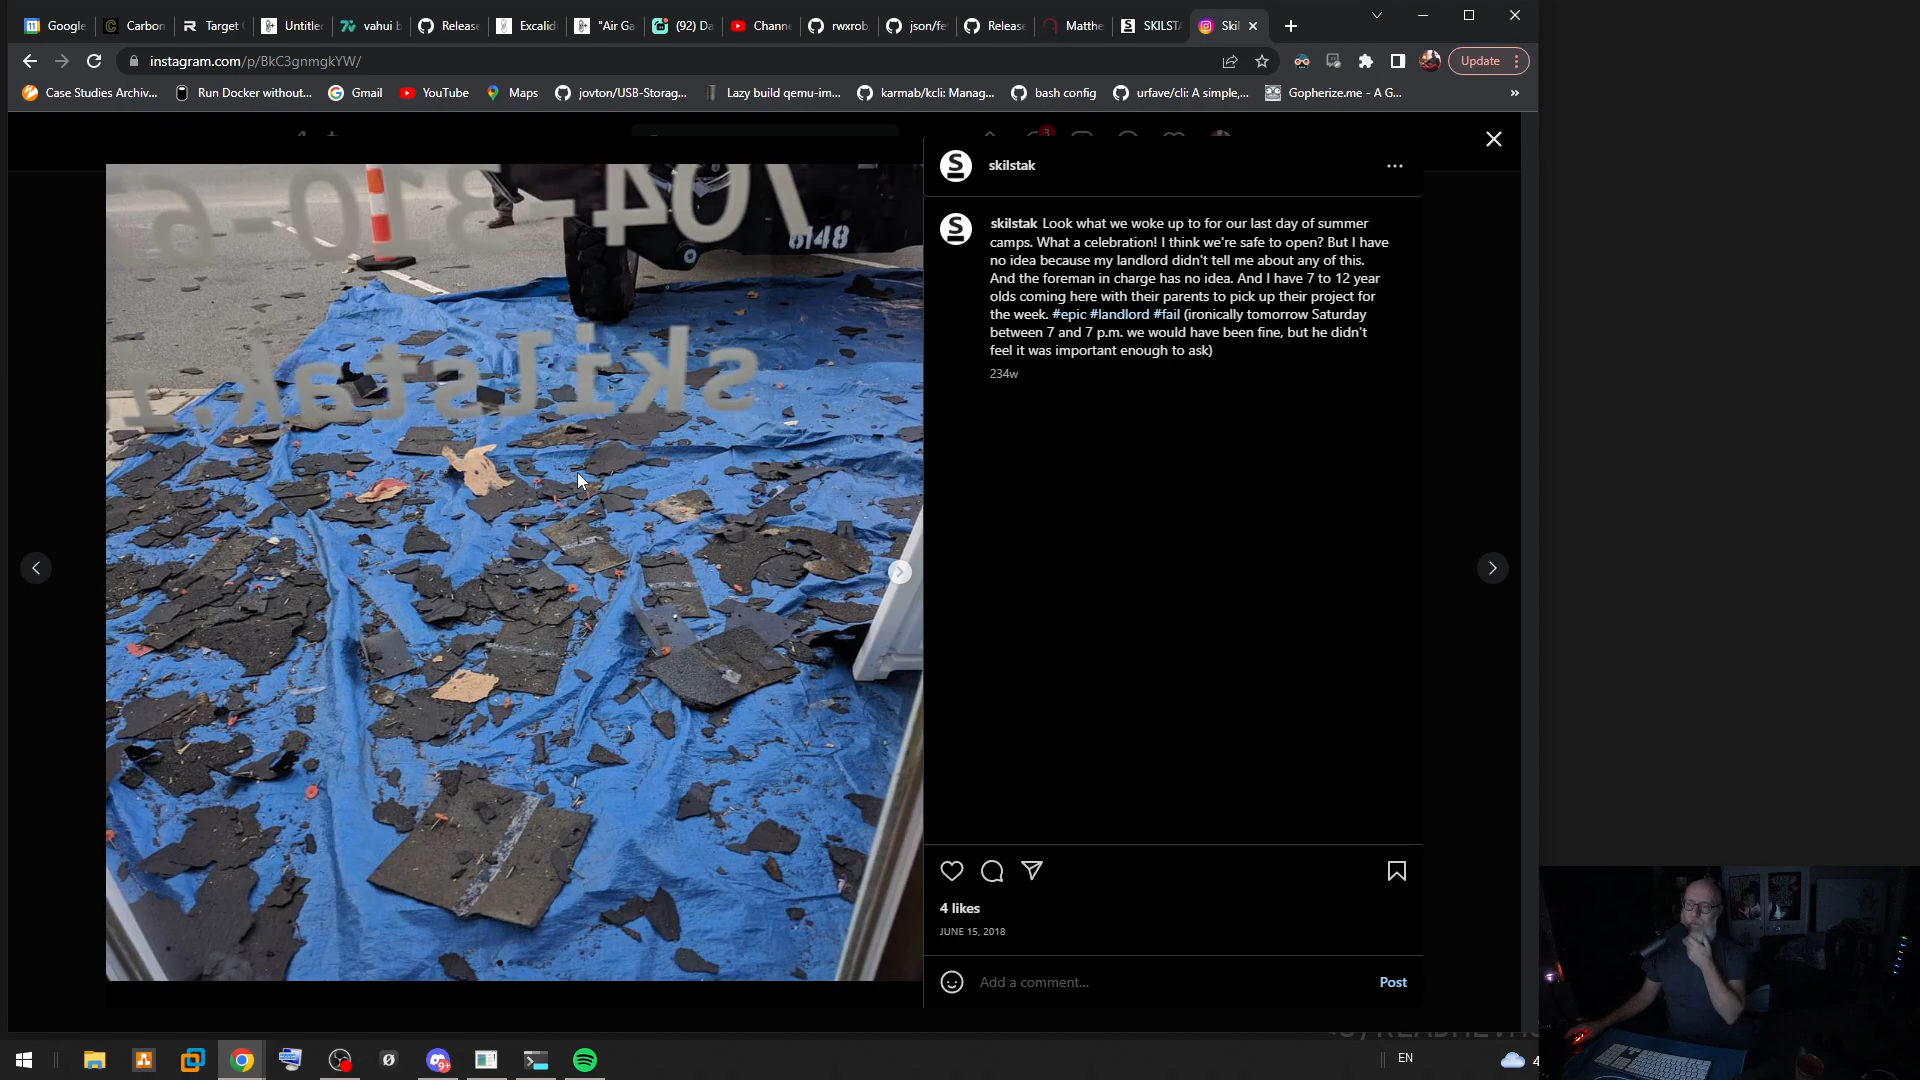 Google
Carbon
Target
Untitle
vahui b
Release
Excalid
"Air Ga
(92) Da
Chann
rwxrob
json/fe
Release
Matthe
SKILST
Ski
instagram.com/p/BkC3gnmgkYW/
Update
Case Studies Archiv...
Run Docker without...
Gmail
YouTube
Maps
jovton/USB-Storag...
Lazy build qemu-im...
karmab/kcli: Manag...
bash config
urfave/cli: A simple,...
Gopherize.me - A G...
»
3
704-310-6
6148
skilstak.
skilstak
skilstak Look what we woke up to for our last day of summer
camps. What a celebration! I think we're safe to open? But I have
no idea because my landlord didn't tell me about any of this.
And the foreman in charge has no idea. And I have 7 to 12 year
olds coming here with their parents to pick up their project for
the week. #epic #landlord #fail (ironically tomorrow Saturday
between 7 and 7 p.m. we would have been fine, but he didn't
feel it was important enough to ask)
234w
4 likes
JUNE 15, 2018
Add a comment...
Post
EN
4